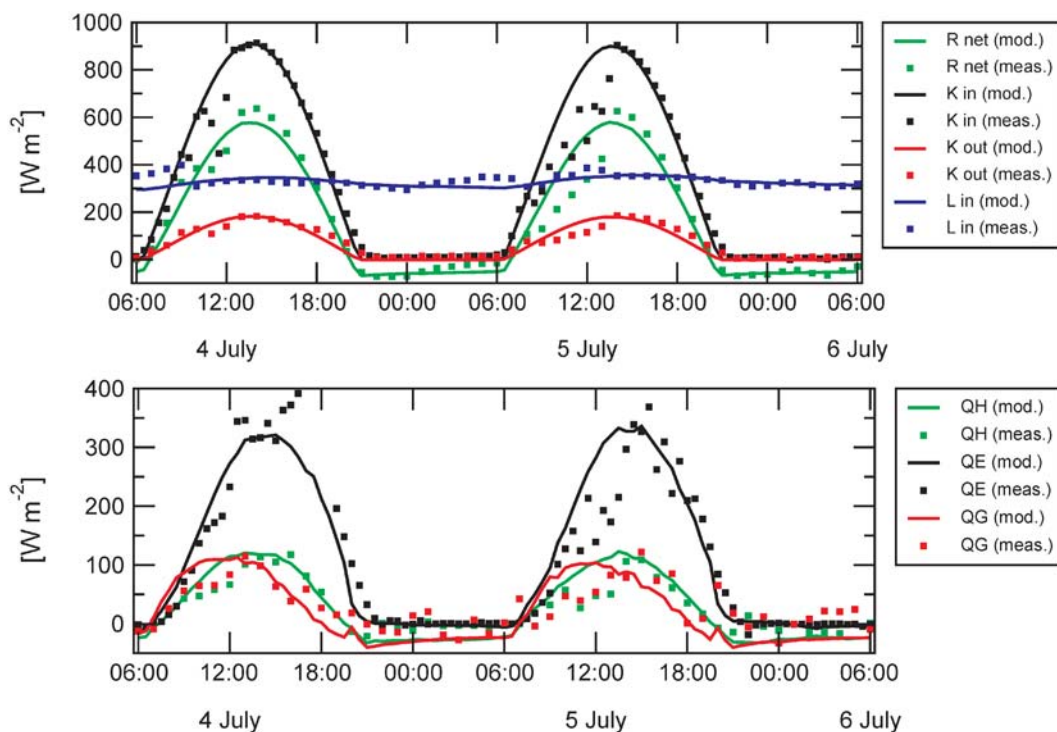 1000
800
600
400
200
0
[W m-2]
06:00 12:00 18:00 00:00 06:00 12:00 18:00 00:00 06:00
4 July 5 July 6 July
R net (mod.)
R net (meas.)
K in (mod.)
K in (meas.)
K out (mod.)
K out (meas.)
L in (mod.)
L in (meas.)
400
300
200
100
0
[W m-2]
06:00 12:00 18:00 00:00 06:00 12:00 18:00 00:00 06:00
4 July 5 July 6 July
QH (mod.)
QH (meas.)
QE (mod.)
QE (meas.)
QG (mod.)
QG (meas.)